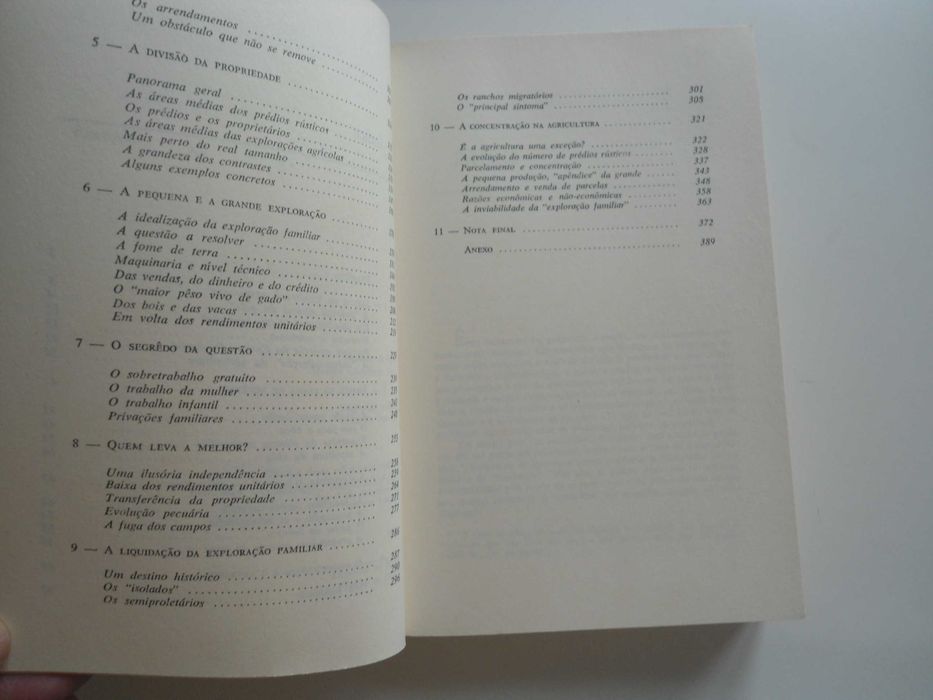 Os arrendamentos
Um obstáculo que não se remove
5 — A DIVISÃO DA PROPRIEDADE
Panorama geral
As áreas médias dos prédios rústicos
Os prédios e os proprietários
As áreas médias das explorações agrícolas
Mais perto do real tamanho
A grandeza dos contrastes
Alguns exemplos concretos
6 — A PEQUENA E A GRANDE EXPLORAÇÃO
A idealização da exploração familiar
A questão a resolver
A fome de terra
Maquinaria e nível técnico
Das vendas, do dinheiro e do crédito
O "maior pêso vivo de gado"
Dos bois e das vacas
Em volta dos rendimentos unitários
7 — O SEGRÊDO DA QUESTÃO
O sobretrabalho gratuito
O trabalho da mulher
O trabalho infantil
Privações familiares
8 — QUEM LEVA A MELHOR?
Uma ilusória independência
Baixa dos rendimentos unitários
Transferência da propriedade
Evolução pecuária
A fuga dos campos
9 — A LIQUIDAÇÃO DA EXPLORAÇÃO FAMILIAR
Um destino histórico
Os "isolados"
Os semiproletários
Os ranchos migratórios 301
O "principal sintoma" 305
10 — A CONCENTRAÇÃO NA AGRICULTURA 321
É a agricultura uma exceção? 322
A evolução do número de prédios rústicos 328
Parcelamento e concentração 337
A pequena produção, "apêndice" da grande 343
Arrendamento e venda de parcelas 348
Razões econômicas e não-econômicas 358
A inviabilidade da "exploração familiar" 363
11 — NOTA FINAL 372
ANEXO 389